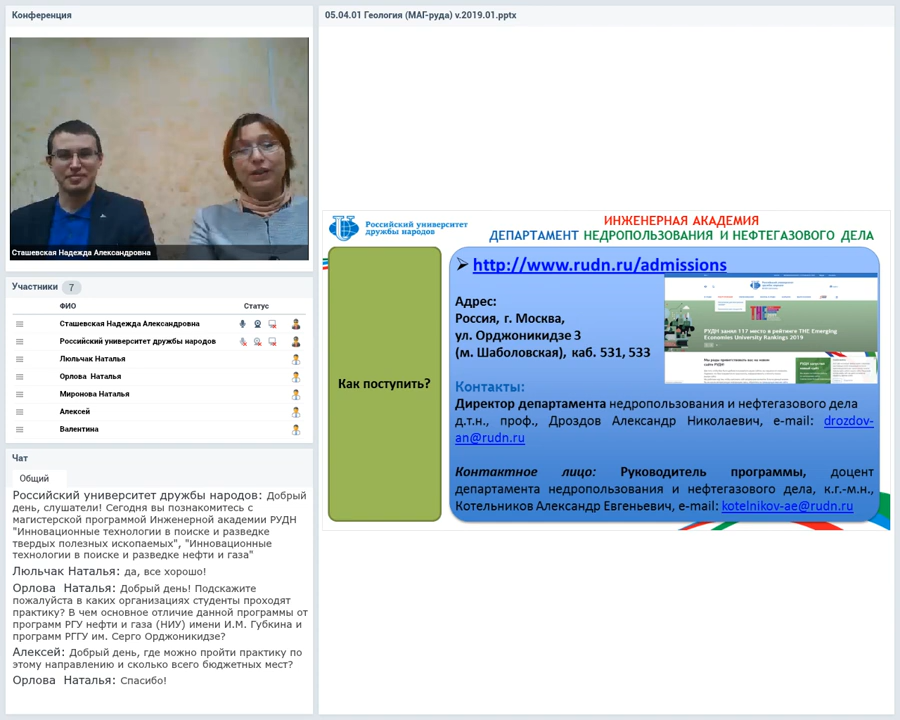 Конференция
Сташевская Надежда Александровна
Участники 7
ФИО Статус
Сташевская Надежда Александровна
Российский университет дружбы народов
Люльчак Наталья
Орлова Наталья
Миронова Наталья
Алексей
Валентина
Чат
Общий
Российский университет дружбы народов: Добрый
день, слушатели! Сегодня вы познакомитесь с
магистерской программой Инженерной академии РУДН
"Инновационные технологии в поиске и разведке
твердых полезных ископаемых", "Инновационные
технологии в поиске и разведке нефти и газа"
Люльчак Наталья: да, все хорошо!
Орлова Наталья: Добрый день! Подскажите
пожалуйста в каких организациях студенты проходят
практику? В чем основное отличие данной программы от
программ РГУ нефти и газа (НИУ) имени И.М. Губкина и
программ РГГУ им. Серго Орджоникидзе?
Алексей: Добрый день, где можно пройти практику по
этому направлению и сколько всего бюджетных мест?
Орлова Наталья: Спасибо!
05.04.01 Геология (МАГ-руда) v.2019.01.pptx
Российский университет
дружбы народов
ИНЖЕНЕРНАЯ АКАДЕМИЯ
ДЕПАРТАМЕНТ НЕДРОПОЛЬЗОВАНИЯ И НЕФТЕГАЗОВОГО ДЕЛА
Как поступить?
http://www.rudn.ru/admissions
Адрес:
Россия, г. Москва,
ул. Орджоникидзе 3
(м. Шаболовская), каб. 531, 533
THE
РУДН занял 117 место в рейтинге THE Emerging
Economies University Rankings 2019
Контакты:
Директор департамента недропользования и нефтегазового дела
д.т.н., проф., Дроздов Александр Николаевич, e-mail: drozdov-
an@rudn.ru
Контактное лицо: Руководитель программы, доцент
департамента недропользования и нефтегазового дела, к.г.-м.н.,
Котельников Александр Евгеньевич, e-mail: kotelnikov-ae@rudn.ru